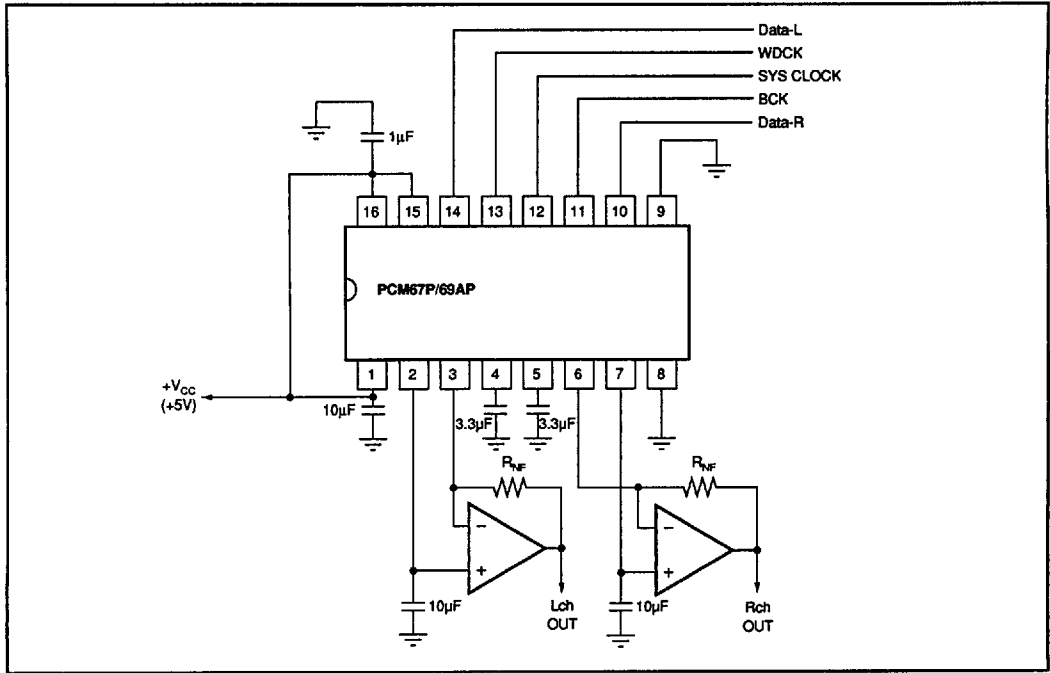 Data-L
WDCK
SYS CLOCK
BCK
Data-R
1µF
16 15 14 13 12 11 10 9
PCM67P/69AP
1 2 3 4 5 6 7 8
+VCC
(+5V)
10µF
3.3µF
3.3µF
RNF
RNF
−
−
+
+
10µF
10µF
Lch
OUT
Rch
OUT